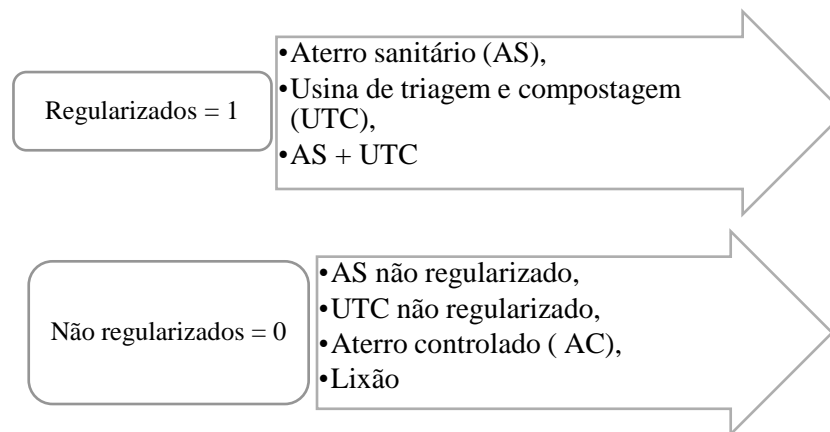 Regularizados = 1
•Aterro sanitário (AS),
•Usina de triagem e compostagem
(UTC),
•AS + UTC
Não regularizados = 0
•AS não regularizado,
•UTC não regularizado,
•Aterro controlado ( AC),
•Lixão